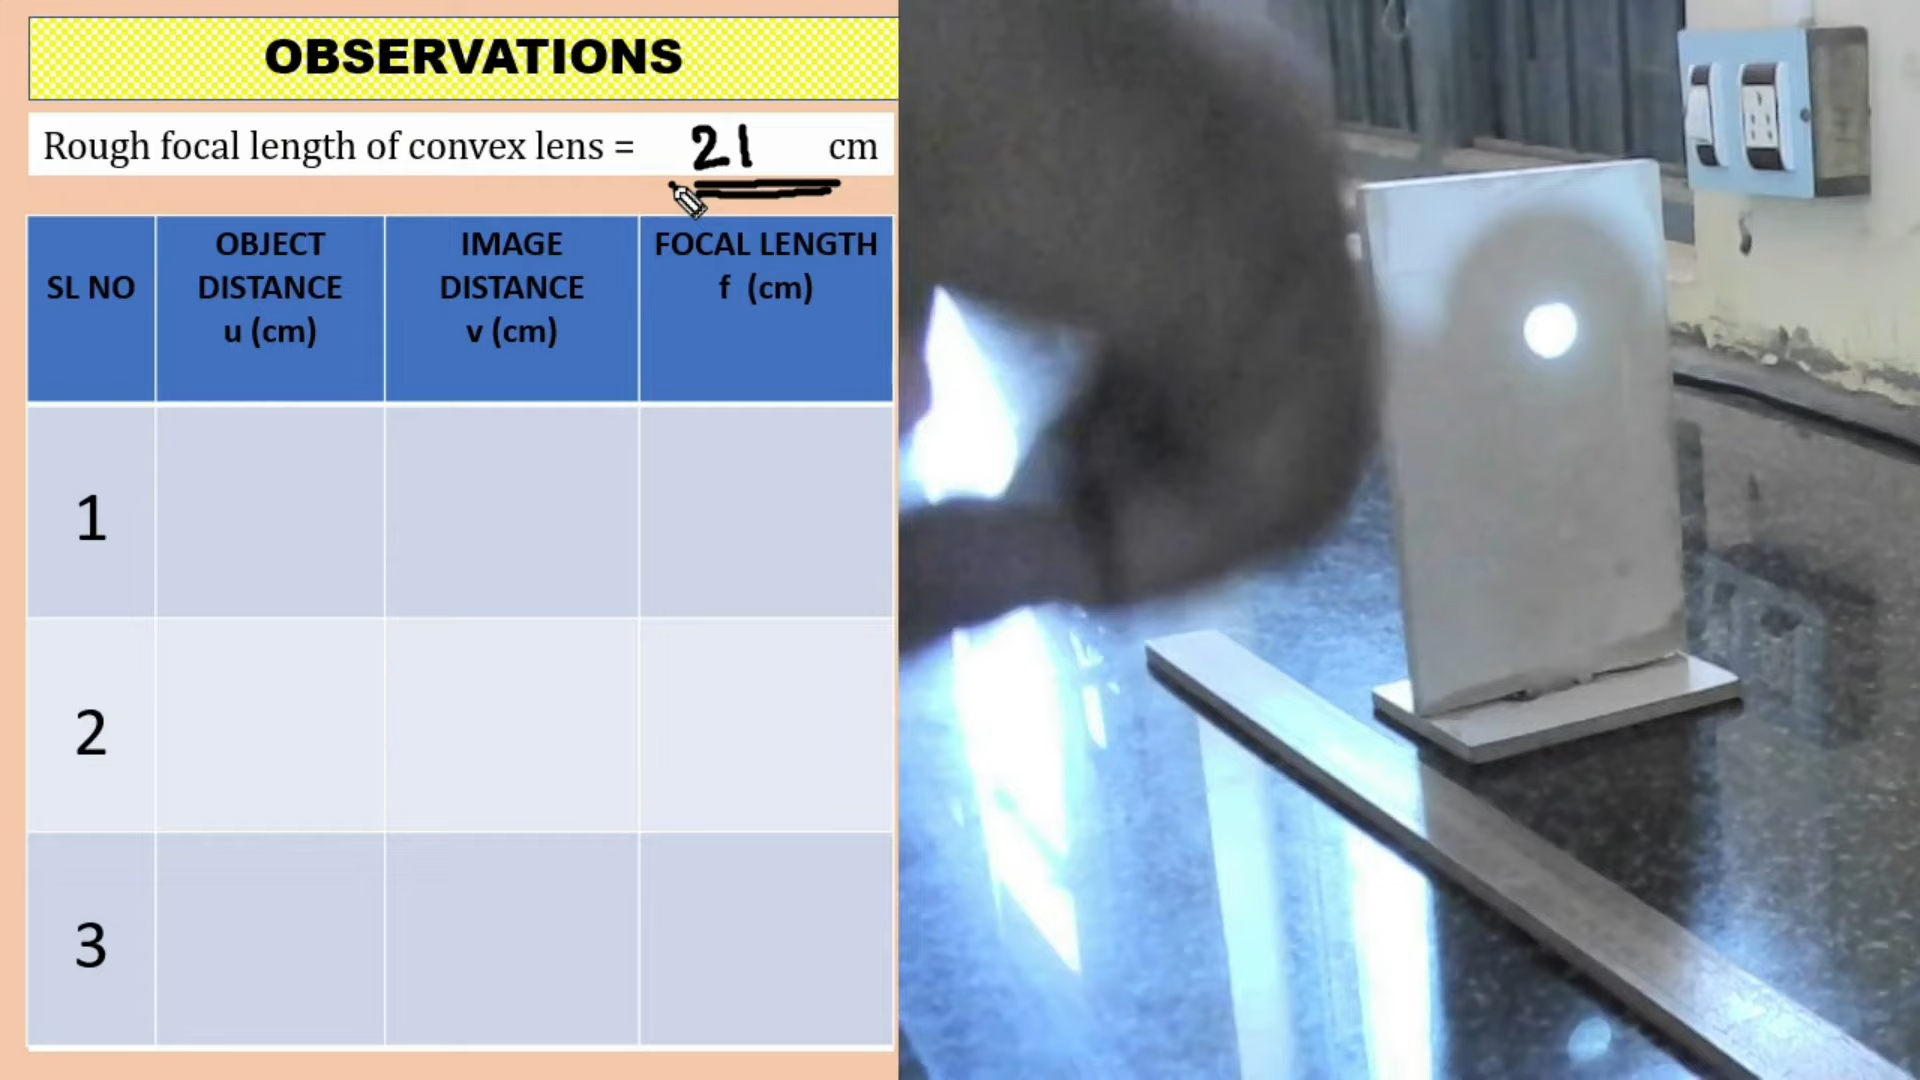 OBSERVATIONS
Rough focal length of convex lens = 21 cm
SL NO
OBJECT
DISTANCE
u (cm)
IMAGE
DISTANCE
v (cm)
FOCAL LENGTH
f (cm)
1
2
3